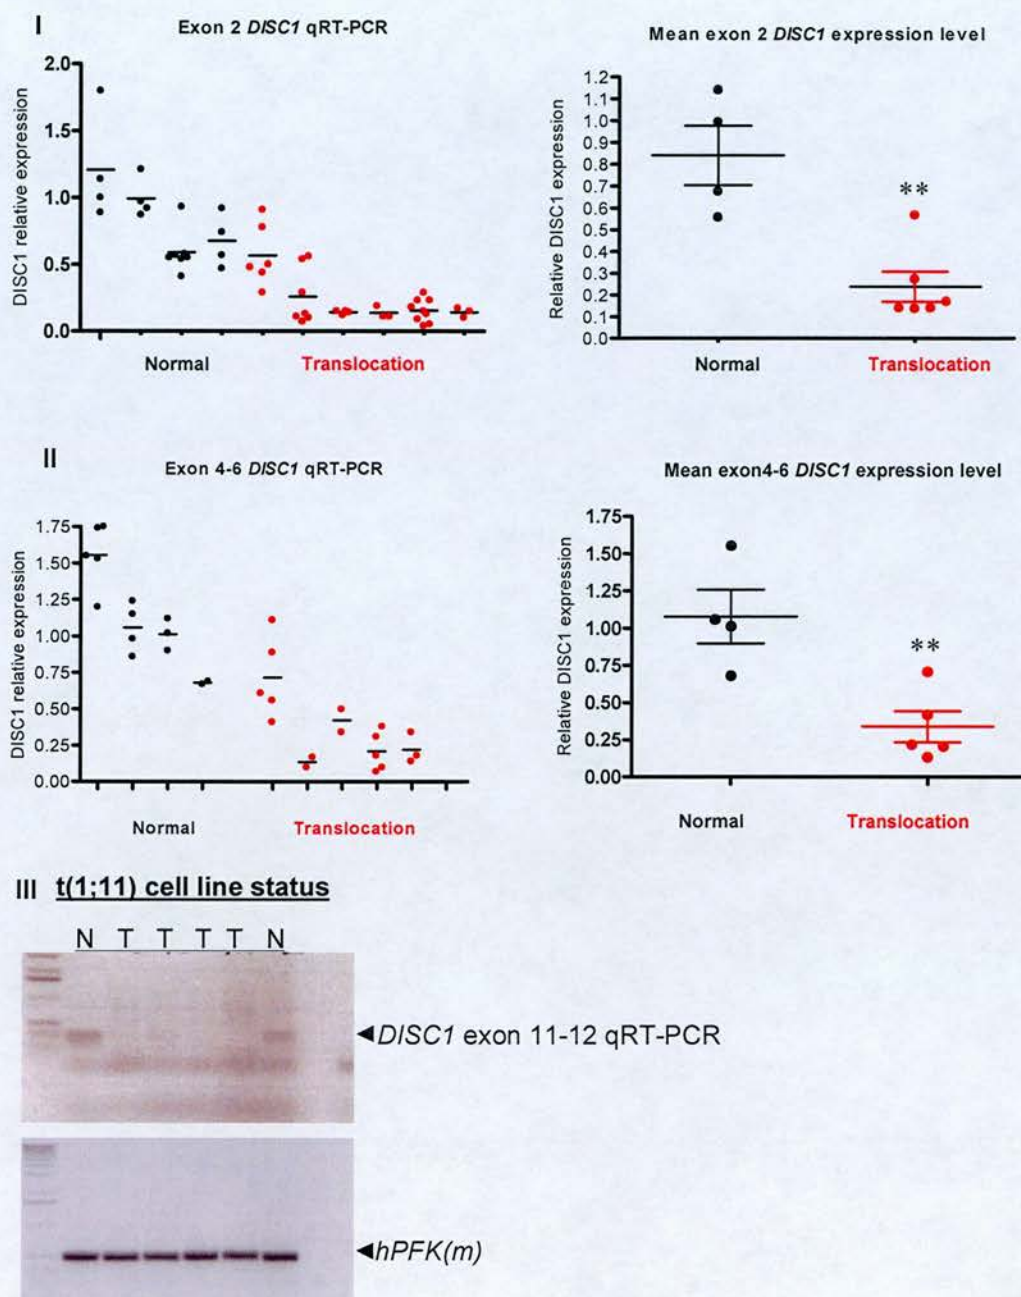 I
Exon 2 DISC1 qRT-PCR
DISC1 relative expression
2.0
1.5
1.0
0.5
0.0
Normal
Translocation
Mean exon 2 DISC1 expression level
Relative DISC1 expression
1.2
1.1
1.0
0.9
0.8
0.7
0.6
0.5
0.4
0.3
0.2
0.1
0.0
**
Normal
Translocation
II
Exon 4-6 DISC1 qRT-PCR
DISC1 relative expression
1.75
1.50
1.25
1.00
0.75
0.50
0.25
0.00
Normal
Translocation
Mean exon4-6 DISC1 expression level
Relative DISC1 expression
1.75
1.50
1.25
1.00
0.75
0.50
0.25
0.00
**
Normal
Translocation
III t(1;11) cell line status
N T T T T N
◄DISC1 exon 11-12 qRT-PCR
◄hPFK(m)